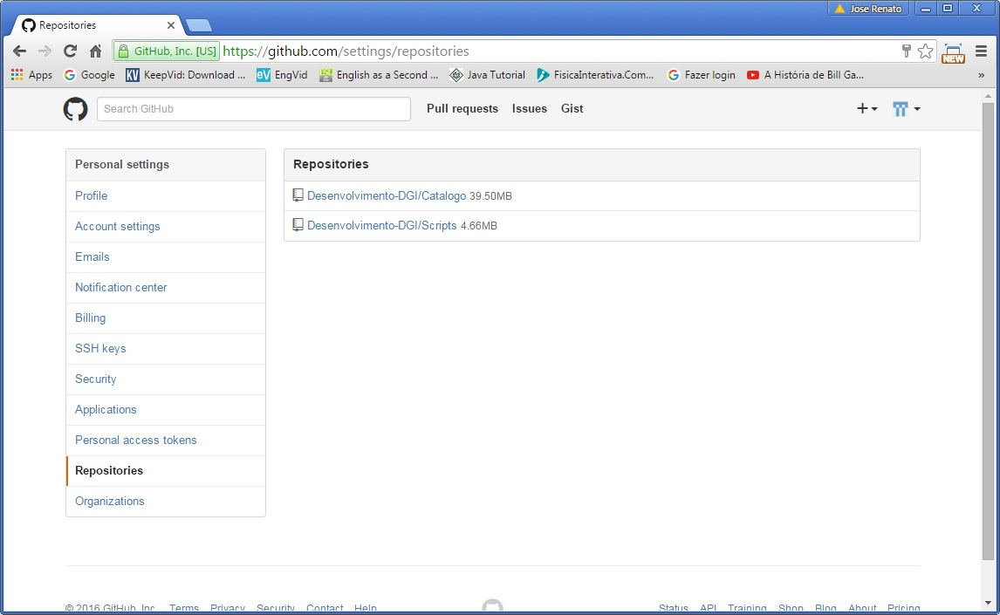 Jose Renato
Repositories
GitHub, Inc. [US] https://github.com/settings/repositories
NEW
Apps Google KV KeepVid: Download ... eV EngVid ESL English as a Second ... Java Tutorial FisicaInterativa.Com... Fazer login A História de Bill Ga... »
Search GitHub Pull requests Issues Gist
Personal settings
Profile
Account settings
Emails
Notification center
Billing
SSH keys
Security
Applications
Personal access tokens
Repositories
Organizations
Repositories
Desenvolvimento-DGI/Catalogo 39.50MB
Desenvolvimento-DGI/Scripts 4.66MB
© 2016 GitHub, Inc. Terms Privacy Security Contact Help Status API Training Shop Blog About Pricing